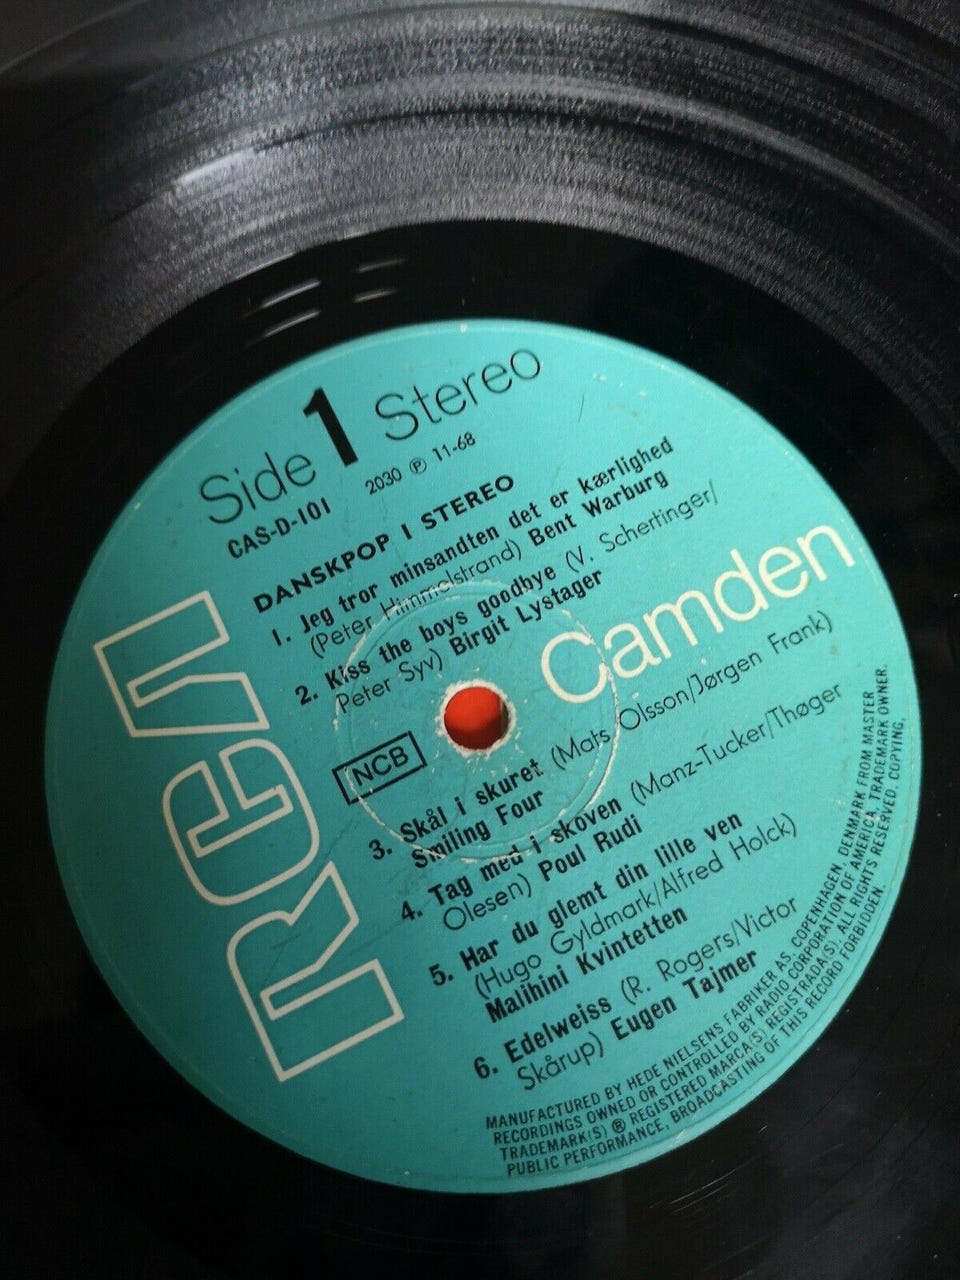 Side 1 Stereo
CAS-D-101 2030 ℗ 11-68
DANSKPOP I STEREO
1. Jeg tror minsandten det er kærlighed
(Peter Himmelstrand) Bent Warburg
2. Kiss the boys goodbye (V. Schertinger/
Peter Syv) Birgit Lystager
RCA
Camden
NCB
3. Skål i skuret (Mats Olsson/Jørgen Frank)
Smiling Four
4. Tag med i skoven (Manz-Tucker/Thøger
Olesen) Poul Rudi
5. Har du glemt din lille ven
(Hugo Gyldmark/Alfred Holck)
Malihini Kvintetten
6. Edelweiss (R. Rogers/Victor
Skårup) Eugen Tajmer
MANUFACTURED BY HEDE NIELSENS FABRIKER AS, COPENHAGEN, DENMARK FROM MASTER
RECORDINGS OWNED OR CONTROLLED BY RADIO CORPORATION OF AMERICA, TRADEMARK OWNER.
TRADEMARK(S) ® REGISTERED MARCA(S) REGISTRADA(S). ALL RIGHTS RESERVED. COPYING,
PUBLIC PERFORMANCE, BROADCASTING OF THIS RECORD FORBIDDEN.